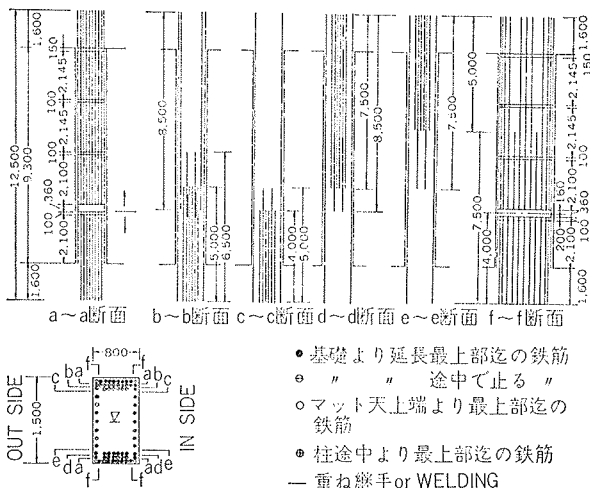 1,600
12,500
9,300
1,600
150
2,145
100
2,145
100
2,100
360
100
2,100
8,500
5,000
6,500
4,000
5,000
7,500
8,500
5,000
7,500
7,500
4,000
1,600
150
2,145
100
2,145
100
2,100
160
360
200
2,100
1,600
a〜a断面 b〜b断面 c〜c断面 d〜d断面 e〜e断面 f〜f断面
800
f f
c b a a b c
OUT SIDE
1,500
V
IN SIDE
e d a a d e
f f
● 基礎より延長最上部迄の鉄筋
⊖ 〃 〃 途中で止る 〃
○ マット天上端より最上部迄の
鉄筋
⊕ 柱途中より最上部迄の鉄筋
— 重ね継手or WELDING